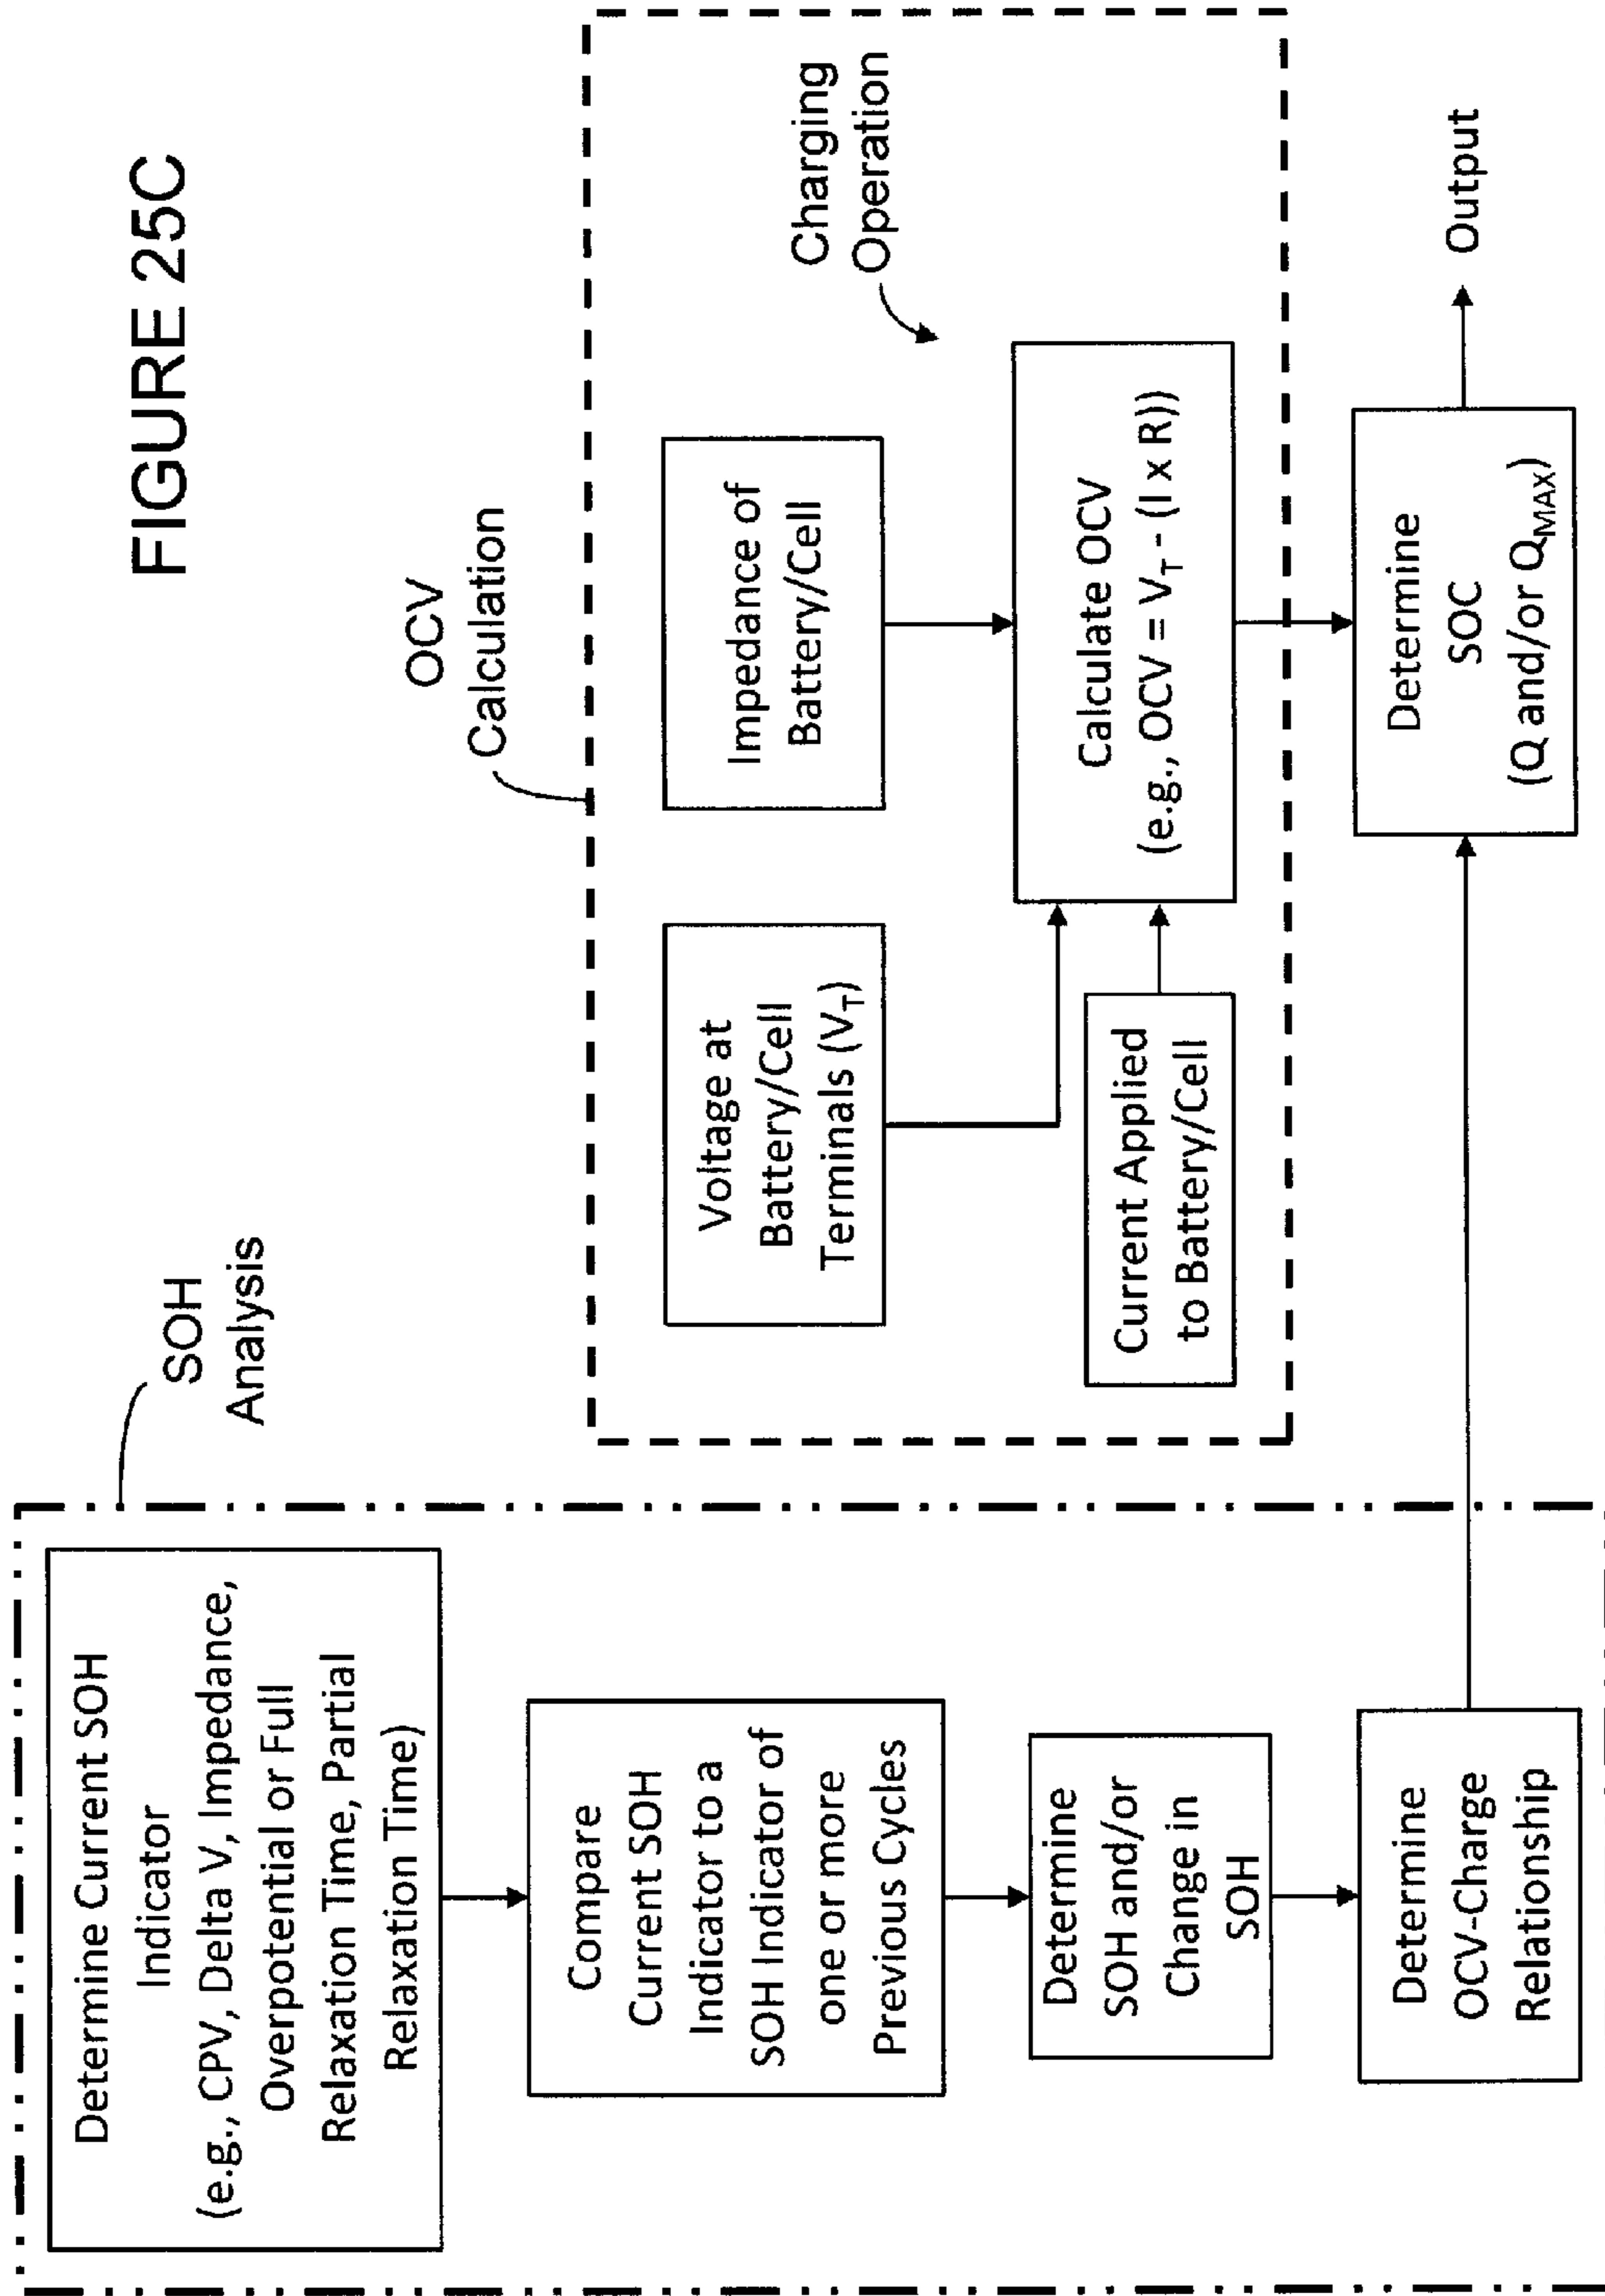 FIGURE 25C
SOH
Analysis
Determine Current SOH
Indicator
(e.g., CPV, Delta V, Impedance,
Overpotential or Full
Relaxation Time, Partial
Relaxation Time)
Compare
Current SOH
Indicator to a
SOH Indicator of
one or more
Previous Cycles
Determine
SOH and/or
Change in
SOH
Determine
OCV-Charge
Relationship
OCV
Calculation
Voltage at
Battery/Cell
Terminals (V_T)
Impedance of
Battery/Cell
Charging
Operation
Current Applied
to Battery/Cell
Calculate OCV
(e.g., OCV = V_T - (I x R))
Determine
SOC
(Q and/or Q_MAX)
Output